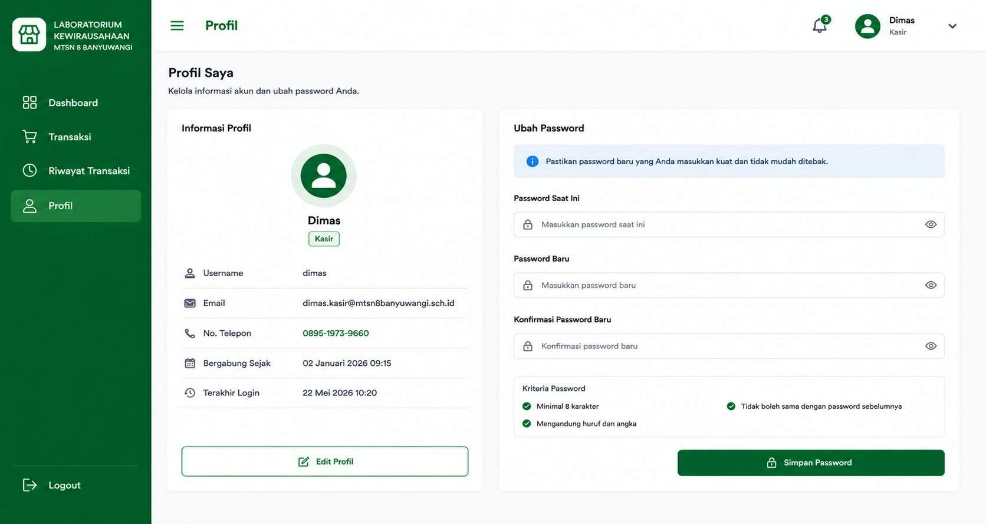 LABORATORIUM
KEWIRAUSAHAAN
MTSN 8 BANYUWANGI
Dashboard
Transaksi
Riwayat Transaksi
Profil
Logout
Profil
3
Dimas
Kasir
Profil Saya
Kelola informasi akun dan ubah password Anda.
Informasi Profil
Dimas
Kasir
Username dimas
Email dimas.kasir@mtsn8banyuwangi.sch.id
No. Telepon 0895-1973-9660
Bergabung Sejak 02 Januari 2026 09:15
Terakhir Login 22 Mei 2026 10:20
Edit Profil
Ubah Password
Pastikan password baru yang Anda masukkan kuat dan tidak mudah ditebak.
Password Saat Ini
Masukkan password saat ini
Password Baru
Masukkan password baru
Konfirmasi Password Baru
Konfirmasi password baru
Kriteria Password
Minimal 8 karakter
Tidak boleh sama dengan password sebelumnya
Mengandung huruf dan angka
Simpan Password